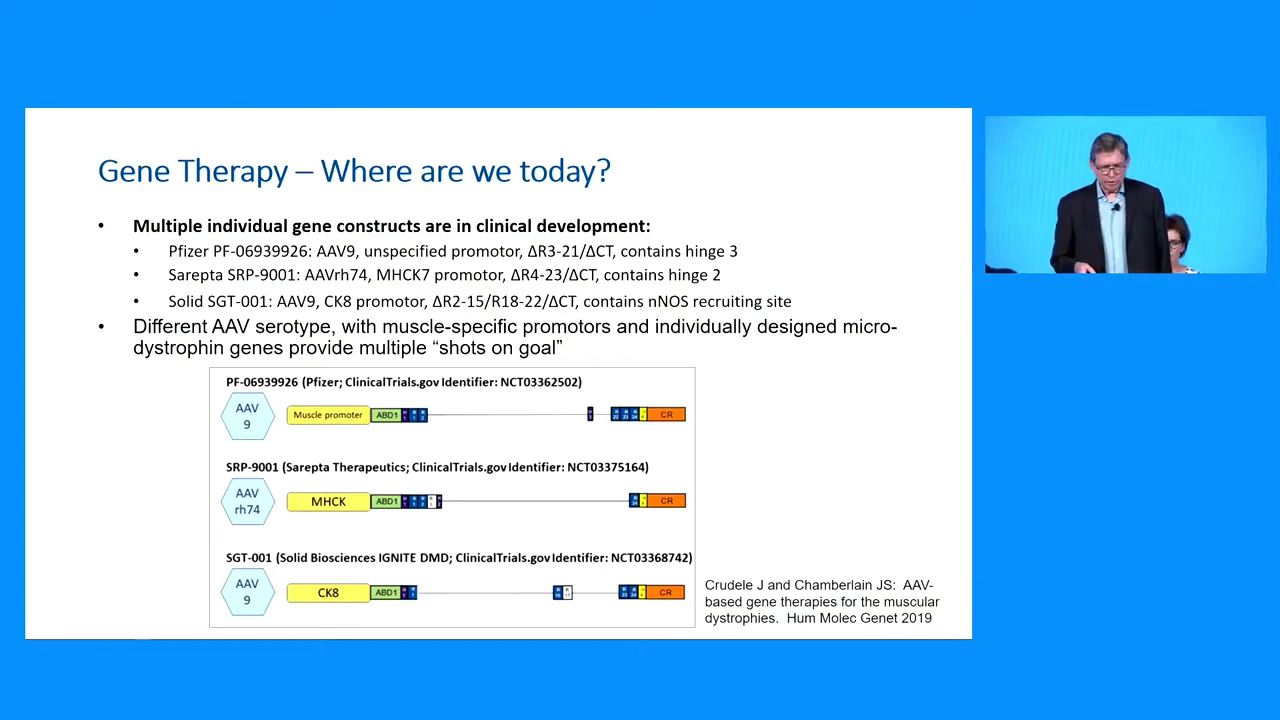 Gene Therapy – Where are we today?
• Multiple individual gene constructs are in clinical development:
• Pfizer PF-06939926: AAV9, unspecified promotor, ΔR3-21/ΔCT, contains hinge 3
• Sarepta SRP-9001: AAVrh74, MHCK7 promotor, ΔR4-23/ΔCT, contains hinge 2
• Solid SGT-001: AAV9, CK8 promotor, ΔR2-15/R18-22/ΔCT, contains nNOS recruiting site
• Different AAV serotype, with muscle-specific promotors and individually designed micro-
dystrophin genes provide multiple “shots on goal”
PF-06939926 (Pfizer; ClinicalTrials.gov Identifier: NCT03362502)
AAV
9
Muscle promoter ABD1 CR
SRP-9001 (Sarepta Therapeutics; ClinicalTrials.gov Identifier: NCT03375164)
AAV
rh74
MHCK ABD1 CR
SGT-001 (Solid Biosciences IGNITE DMD; ClinicalTrials.gov Identifier: NCT03368742)
AAV
9
CK8 ABD1 CR
Crudele J and Chamberlain JS: AAV-
based gene therapies for the muscular
dystrophies. Hum Molec Genet 2019